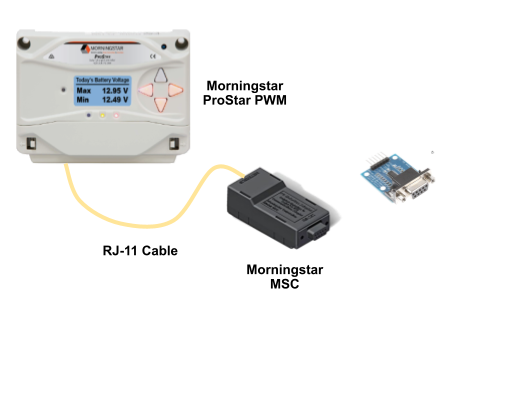 MORNINGSTAR
ProStar
Today's Battery Voltage
Max 12.95 V
Min 12.49 V
Morningstar
ProStar PWM
RJ-11 Cable
Morningstar
MSC